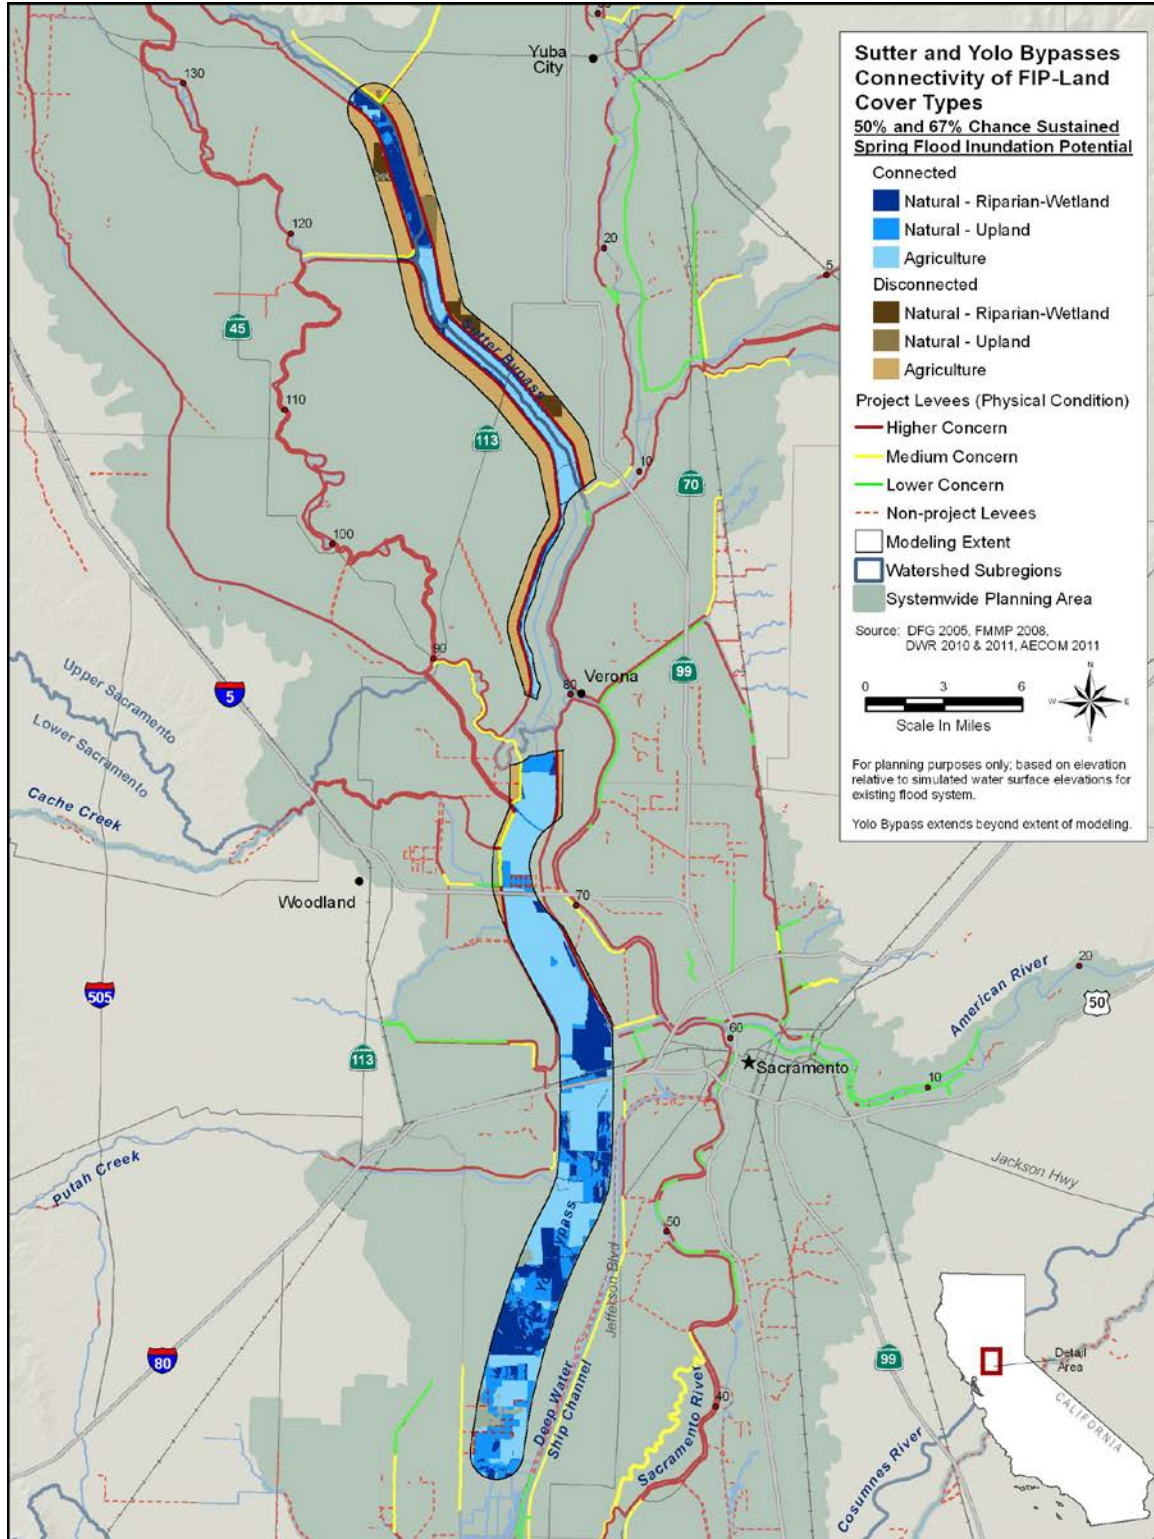 Sutter and Yolo Bypasses
Connectivity of FIP-Land
Cover Types
50% and 67% Chance Sustained
Spring Flood Inundation Potential
Connected
Natural - Riparian-Wetland
Natural - Upland
Agriculture
Disconnected
Natural - Riparian-Wetland
Natural - Upland
Agriculture
Project Levees (Physical Condition)
Higher Concern
Medium Concern
Lower Concern
Non-project Levees
Modeling Extent
Watershed Subregions
Systemwide Planning Area
Source: DFG 2005, FMMP 2008,
DWR 2010 & 2011, AECOM 2011
N
W
E
S
0
3
6
Scale In Miles
For planning purposes only; based on elevation
relative to simulated water surface elevations for
existing flood system.
Yolo Bypass extends beyond extent of modeling.
Yuba
City
130
120
20
5
45
Sutter Bypass
110
113
10
70
100
90
Upper Sacramento
Lower Sacramento
5
80
Verona
99
Cache Creek
Woodland
70
505
American River
20
50
113
60
Sacramento
10
Putah Creek
Jackson Hwy
Yolo Bypass
50
Jefferson Blvd
80
Deep Water
Ship Channel
Sacramento River
40
99
Cosumnes River
Detail
Area
CALIFORNIA